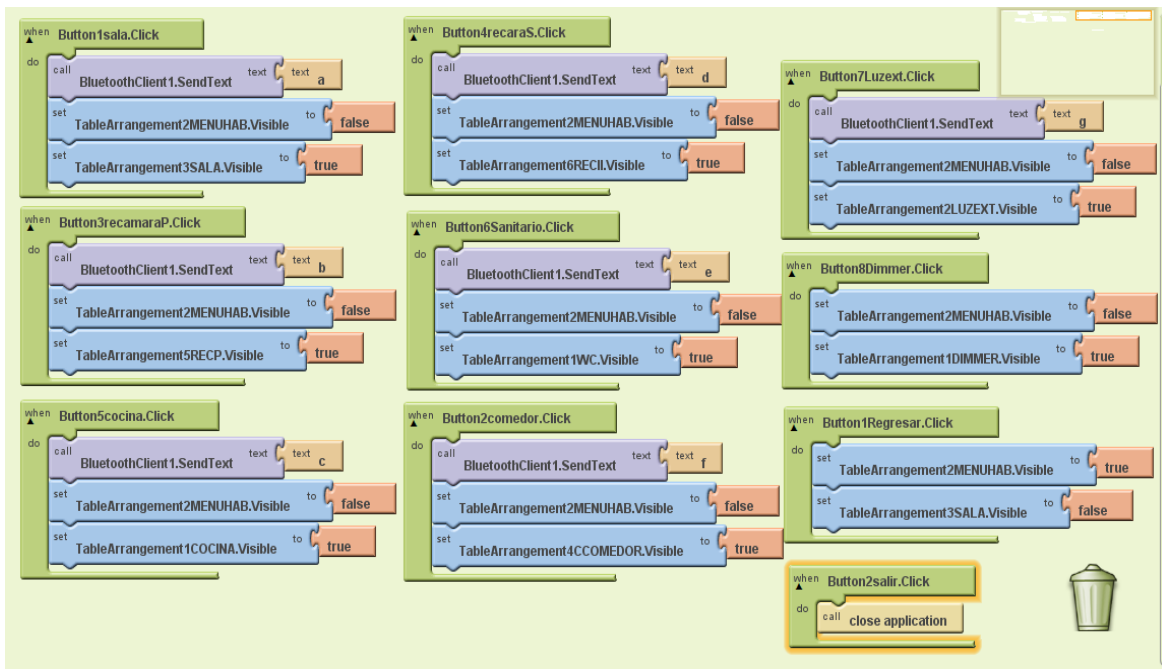 when Button1sala.Click
do call BluetoothClient1.SendText text text a
set TableArrangement2MENUHAB.Visible to false
set TableArrangement3SALA.Visible to true
when Button3recamaraP.Click
do call BluetoothClient1.SendText text text b
set TableArrangement2MENUHAB.Visible to false
set TableArrangement5RECP.Visible to true
when Button5cocina.Click
do call BluetoothClient1.SendText text text c
set TableArrangement2MENUHAB.Visible to false
set TableArrangement1COCINA.Visible to true
when Button4recaraS.Click
do call BluetoothClient1.SendText text text d
set TableArrangement2MENUHAB.Visible to false
set TableArrangement6RECII.Visible to true
when Button6Sanitario.Click
do call BluetoothClient1.SendText text text e
set TableArrangement2MENUHAB.Visible to false
set TableArrangement1WC.Visible to true
when Button2comedor.Click
do call BluetoothClient1.SendText text text f
set TableArrangement2MENUHAB.Visible to false
set TableArrangement4CCOMEDOR.Visible to true
when Button7Luzext.Click
do call BluetoothClient1.SendText text text g
set TableArrangement2MENUHAB.Visible to false
set TableArrangement2LUZEXT.Visible to true
when Button8Dimmer.Click
do set TableArrangement2MENUHAB.Visible to false
set TableArrangement1DIMMER.Visible to true
when Button1Regresar.Click
do set TableArrangement2MENUHAB.Visible to true
set TableArrangement3SALA.Visible to false
when Button2salir.Click
do call close application